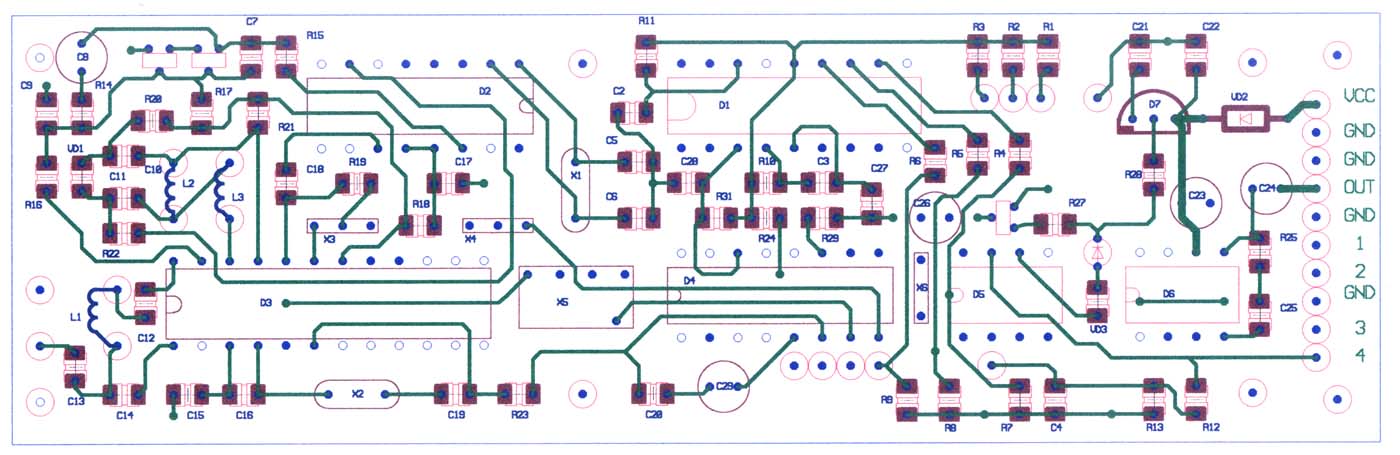 C7
R15
R11
R3 R2 R1
C21 C22
C8
C9
R14
R17
R20
D2
C2
D1
D7
VD2
VCC
GND
R21
VD1
C11 C10
C18
R19
C17
C5
X1
C28
R10
C3
C27
R6
R5
R4
R28
GND
OUT
R16
L2
L3
R18
C6
R31
C26
C23
C24
R27
GND
R22
X3
X4
R24
R29
R26
1
2
L1
C12
D3
X5
D4
X6
D5
D6
VD3
C25
GND
3
4
C13
C14
C15
C16
X2
C19
R23
C20
C29
R9
R8
R7
C4
R13
R12